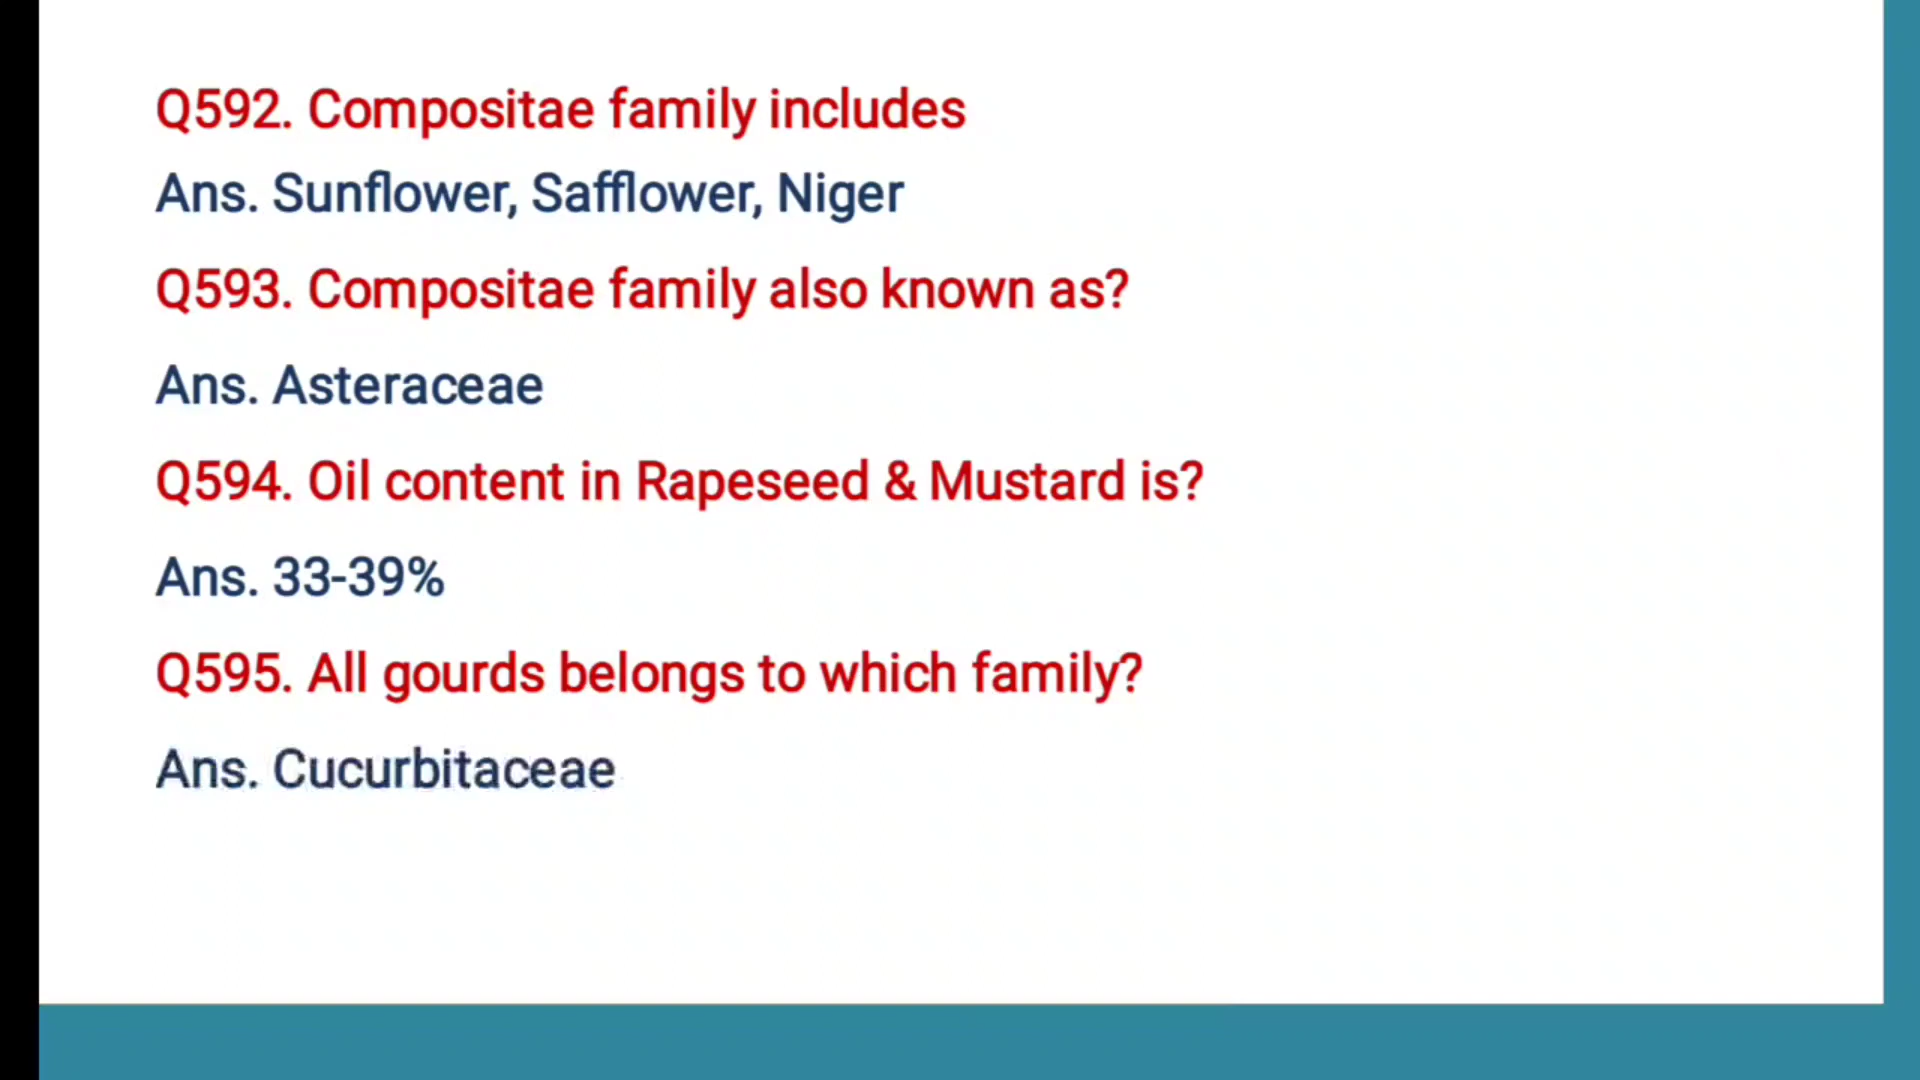 Q592. Compositae family includes
Ans. Sunflower, Safflower, Niger
Q593. Compositae family also known as?
Ans. Asteraceae
Q594. Oil content in Rapeseed & Mustard is?
Ans. 33-39%
Q595. All gourds belongs to which family?
Ans. Cucurbitaceae